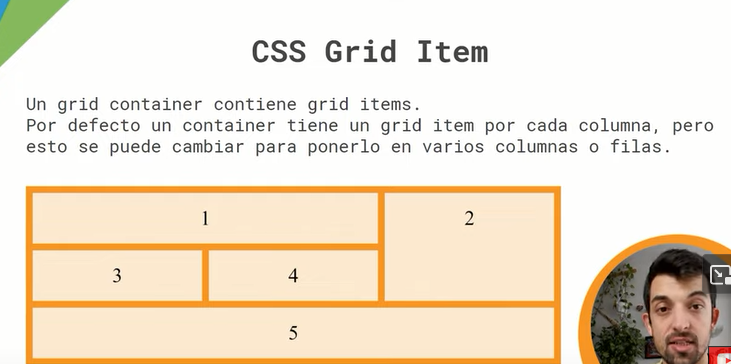 CSS Grid Item
Un grid container contiene grid items.
Por defecto un container tiene un grid item por cada columna, pero
esto se puede cambiar para ponerlo en varios columnas o filas.
1
2
3
4
5